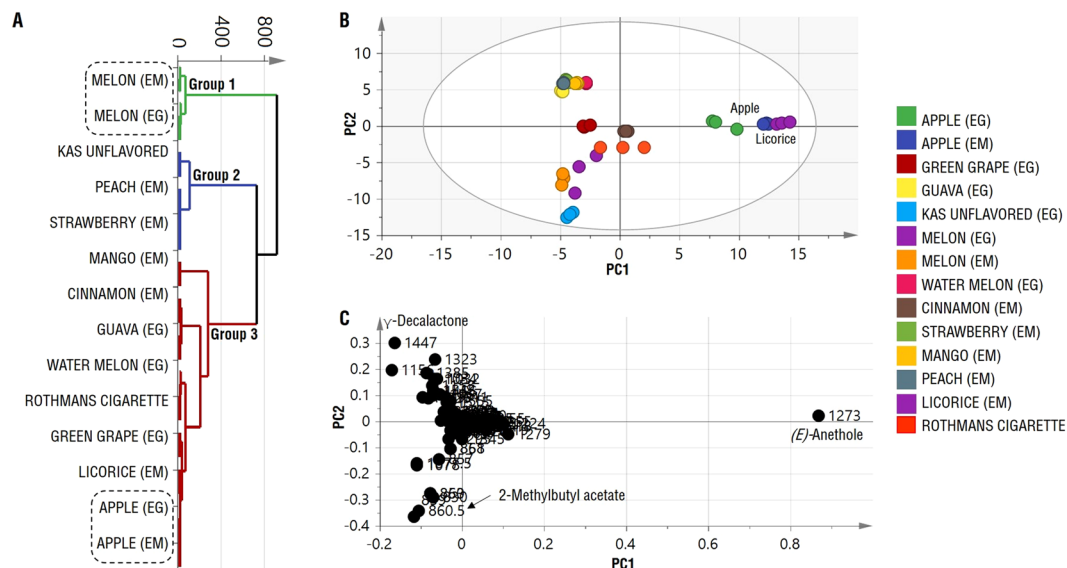 A
0
400
800
MELON (EM)
Group 1
MELON (EG)
KAS UNFLAVORED
Group 2
PEACH (EM)
STRAWBERRY (EM)
MANGO (EM)
CINNAMON (EM)
GUAVA (EG)
Group 3
WATER MELON (EG)
ROTHMANS CIGARETTE
GREEN GRAPE (EG)
LICORICE (EM)
APPLE (EG)
APPLE (EM)
B
10
5
0
-5
-10
-15
PC2
Apple
Licorice
-20
-15
-10
-5
0
5
10
15
PC1
C
γ-Decalactone
0.3
0.2
0.1
0
-0.1
-0.2
-0.3
-0.4
PC2
1447
1323
1385
1273
(E)-Anethole
1279
860.5
2-Methylbutyl acetate
-0.2
0
0.2
0.4
0.6
0.8
PC1
APPLE (EG)
APPLE (EM)
GREEN GRAPE (EG)
GUAVA (EG)
KAS UNFLAVORED (EG)
MELON (EG)
MELON (EM)
WATER MELON (EG)
CINNAMON (EM)
STRAWBERRY (EM)
MANGO (EM)
PEACH (EM)
LICORICE (EM)
ROTHMANS CIGARETTE